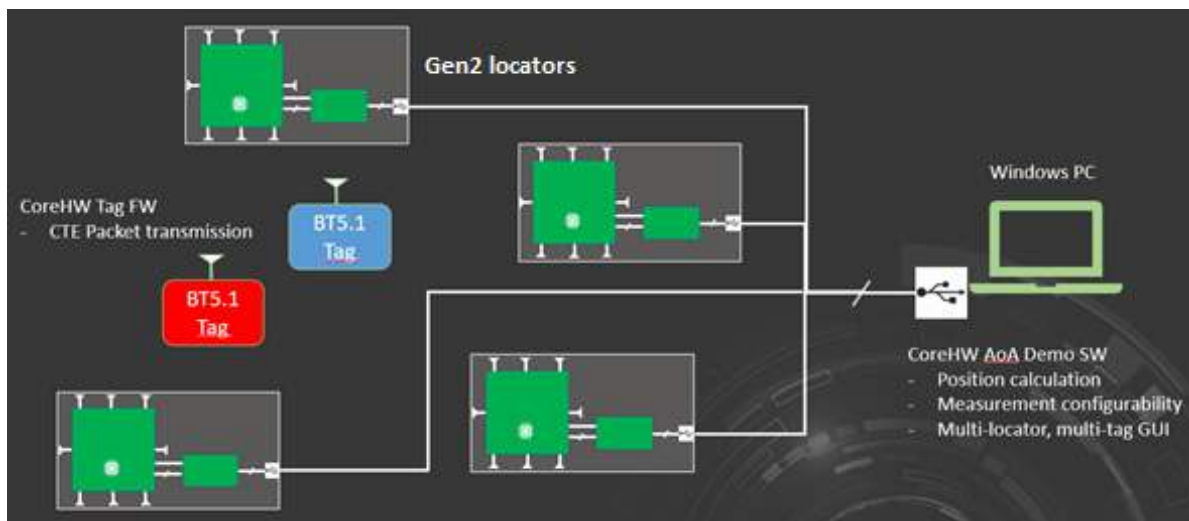 Gen2 locators
Windows PC
CoreHW Tag FW
- CTE Packet transmission
BT5.1
Tag
BT5.1
Tag
CoreHW AoA Demo SW
- Position calculation
- Measurement configurability
- Multi-locator, multi-tag GUI